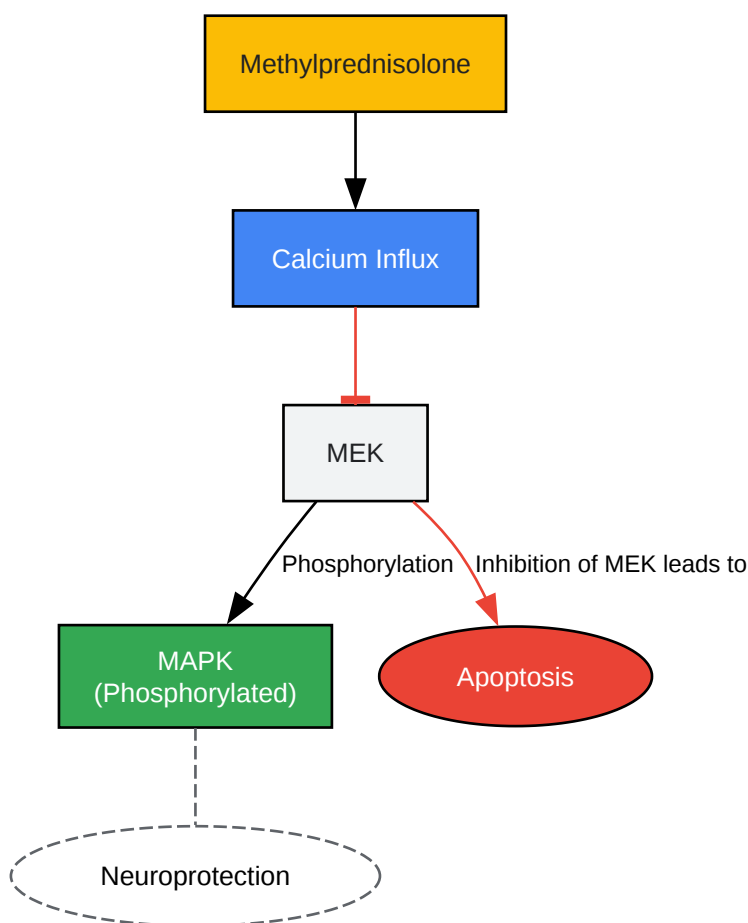 Methylprednisolone
Calcium Influx
MEK
Phosphorylation
Inhibition of MEK leads to
MAPK
(Phosphorylated)
Apoptosis
Neuroprotection